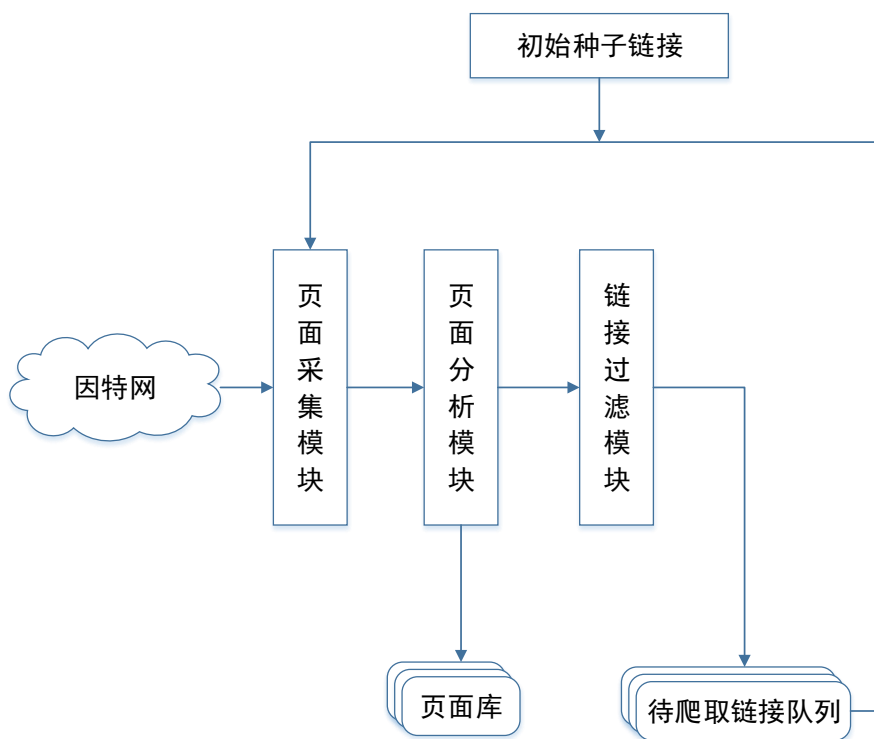 初始种子链接
因特网
页面采集模块
页面分析模块
链接过滤模块
页面库
待爬取链接队列